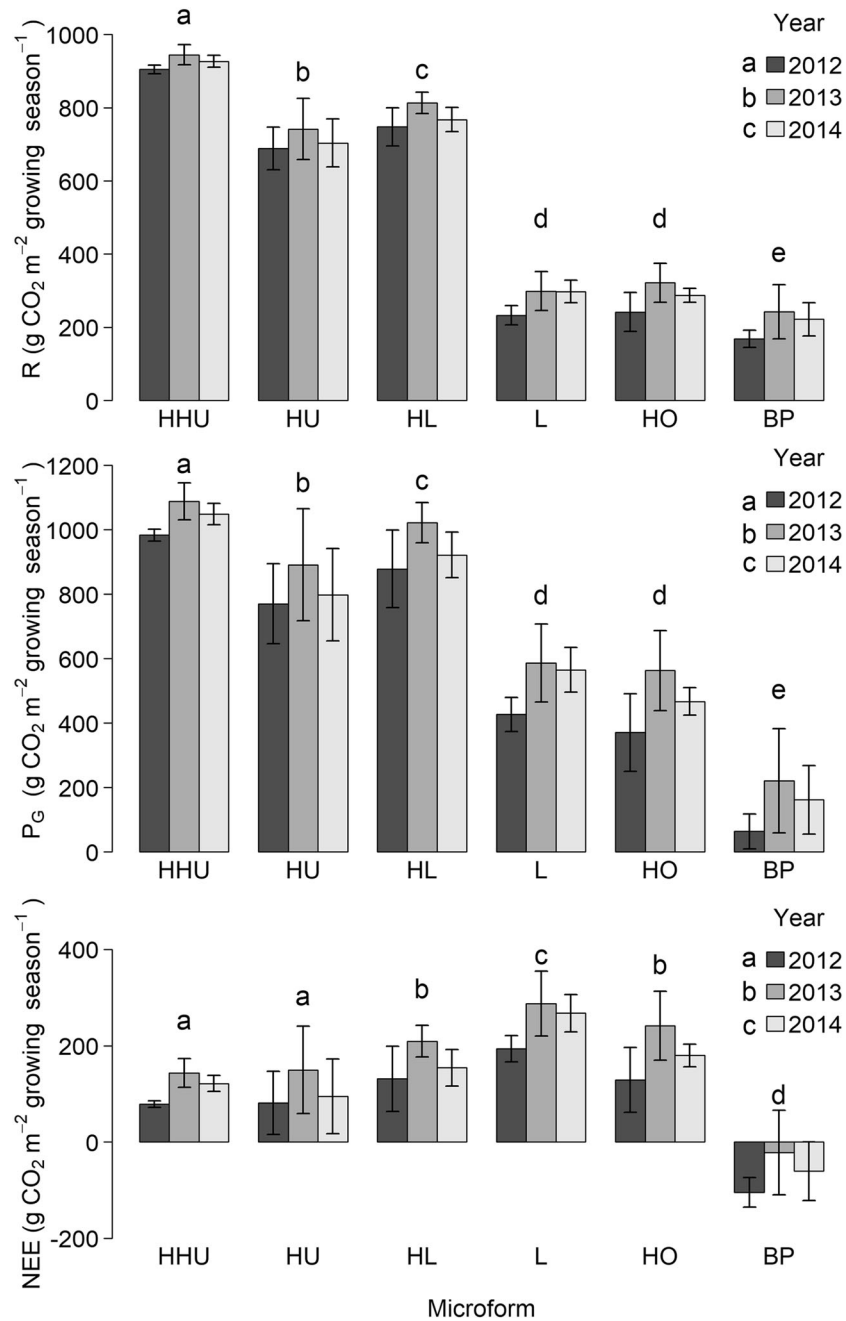 R (g CO₂ m⁻² growing season⁻¹ )
1000
800
600
400
200
0
a
b
c
d
d
e
Year
a 2012
b 2013
c 2014
HHU HU HL L HO BP
P_G (g CO₂ m⁻² growing season⁻¹ )
1200
1000
800
600
400
200
0
a
b
c
d
d
e
Year
a 2012
b 2013
c 2014
HHU HU HL L HO BP
NEE (g CO₂ m⁻² growing season⁻¹ )
400
200
0
-200
a
a
b
c
b
d
Year
a 2012
b 2013
c 2014
HHU HU HL L HO BP
Microform